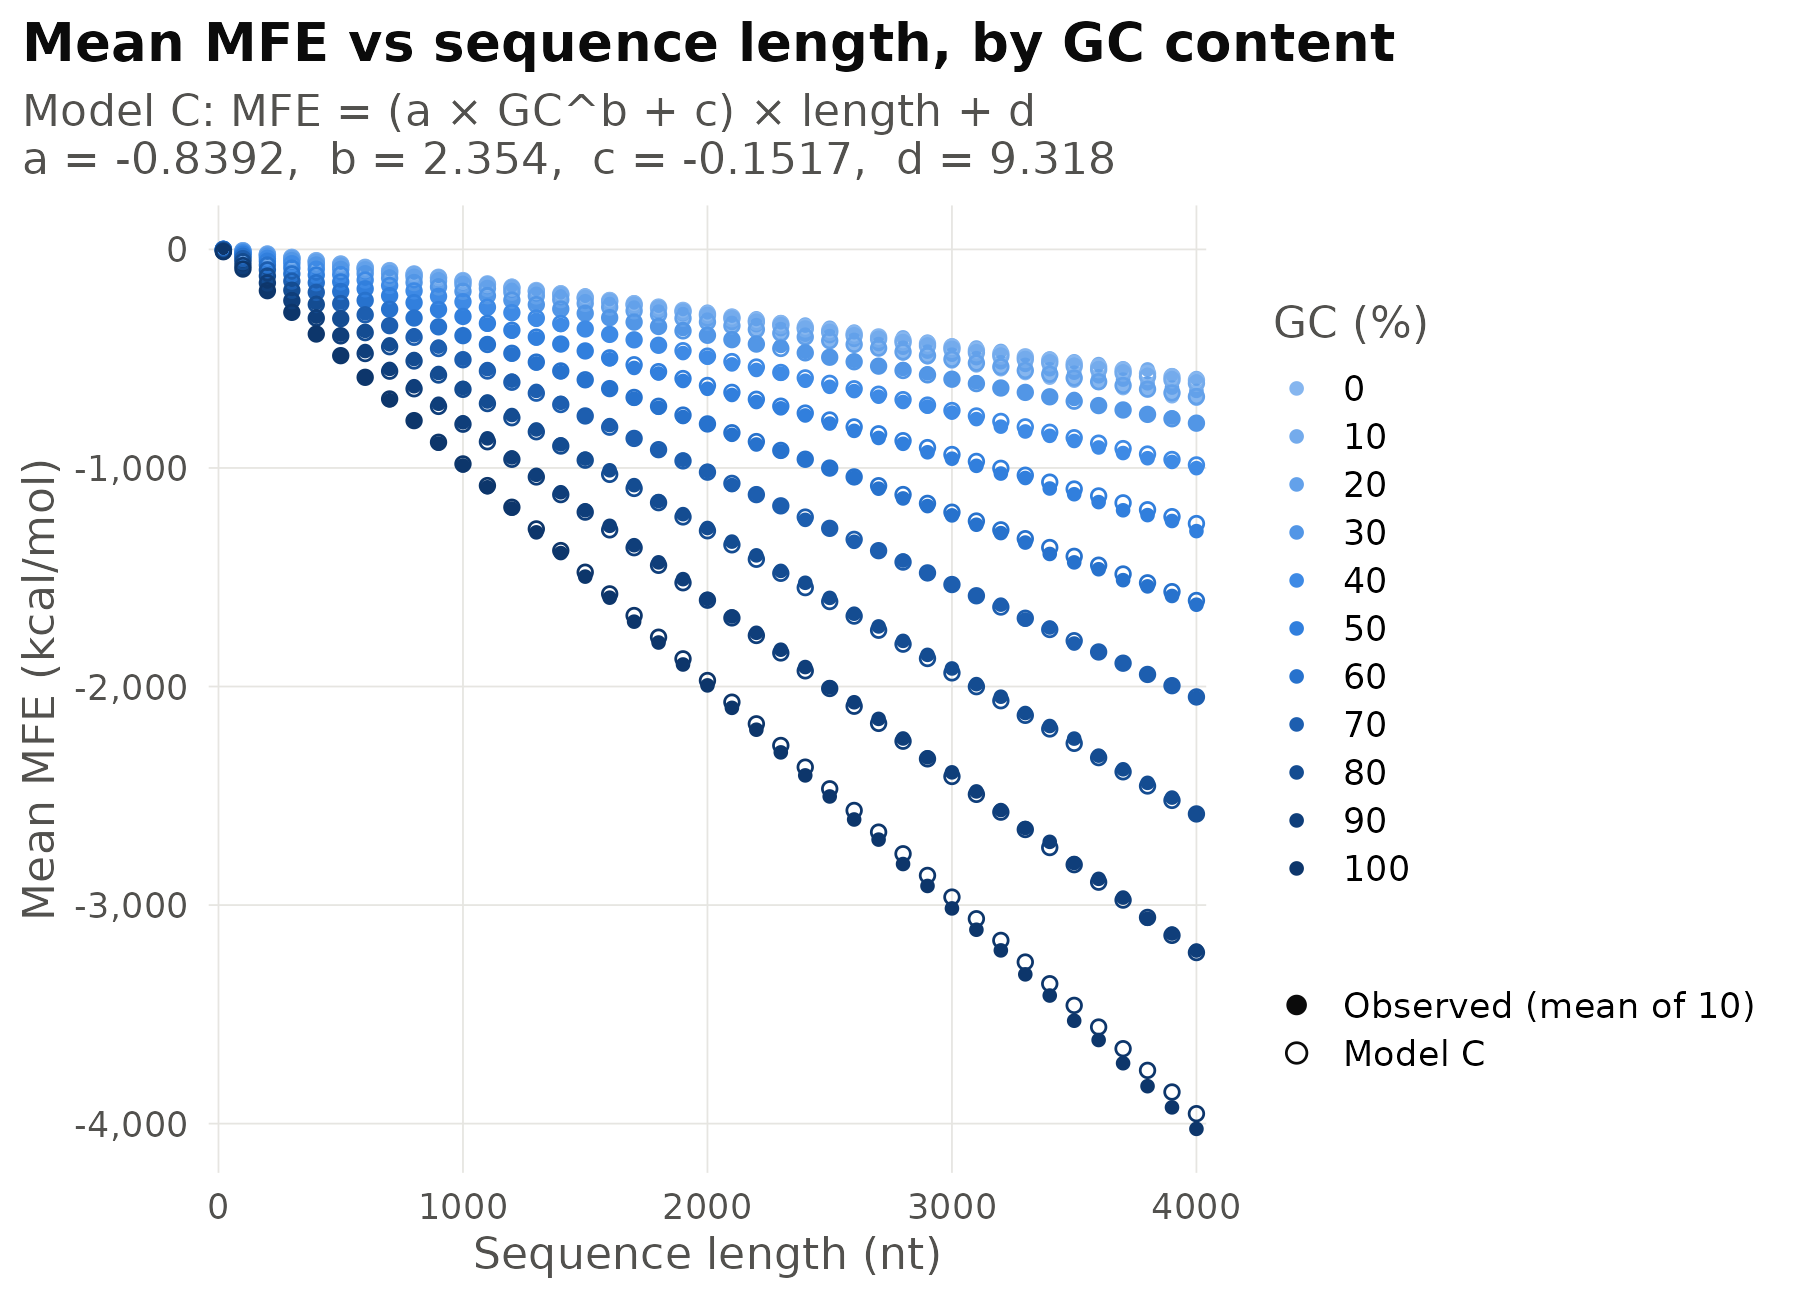 Mean MFE vs sequence length, by GC content
Model C: MFE = (a × GC^b + c) × length + d
a = -0.8392,  b = 2.354,  c = -0.1517,  d = 9.318
Mean MFE (kcal/mol)
0
-1,000
-2,000
-3,000
-4,000
0
1000
2000
3000
4000
Sequence length (nt)
GC (%)
0
10
20
30
40
50
60
70
80
90
100
Observed (mean of 10)
Model C